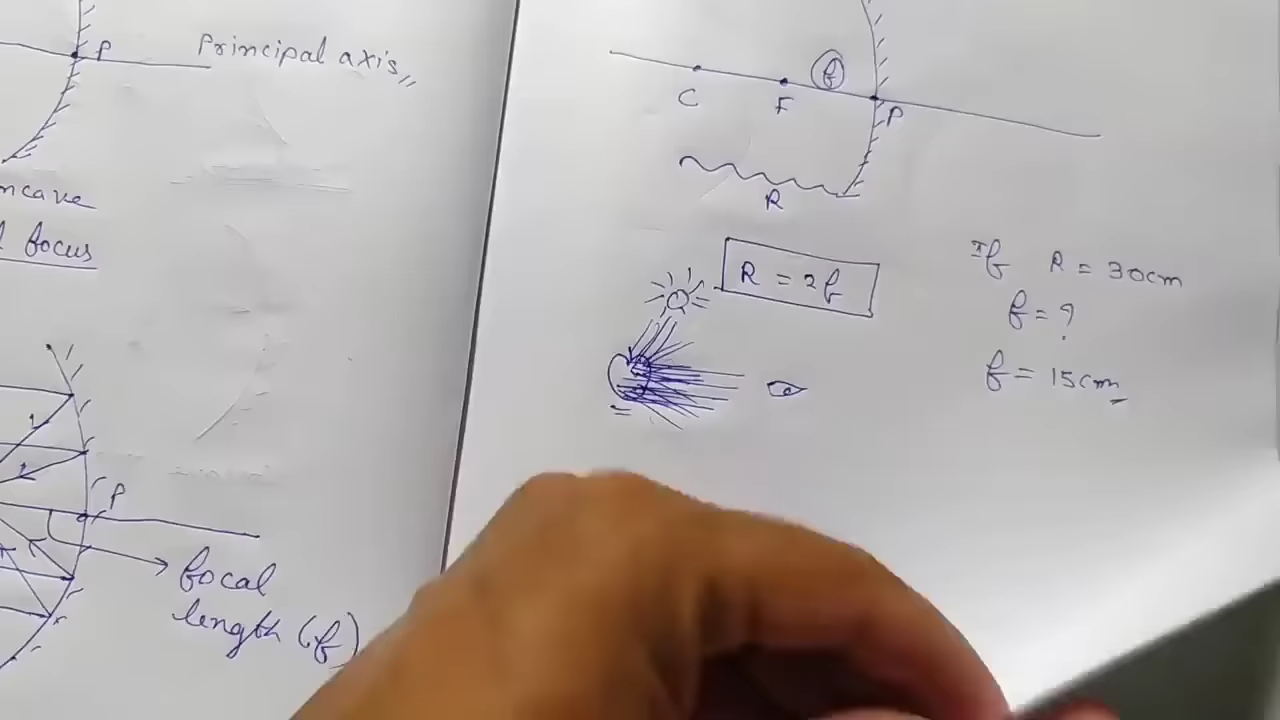 P
Principal axis
ncave
l focus
P
focal
length (f)
f
C
F
P
R
R = 2f
If R = 30cm
f = ?
f = 15cm